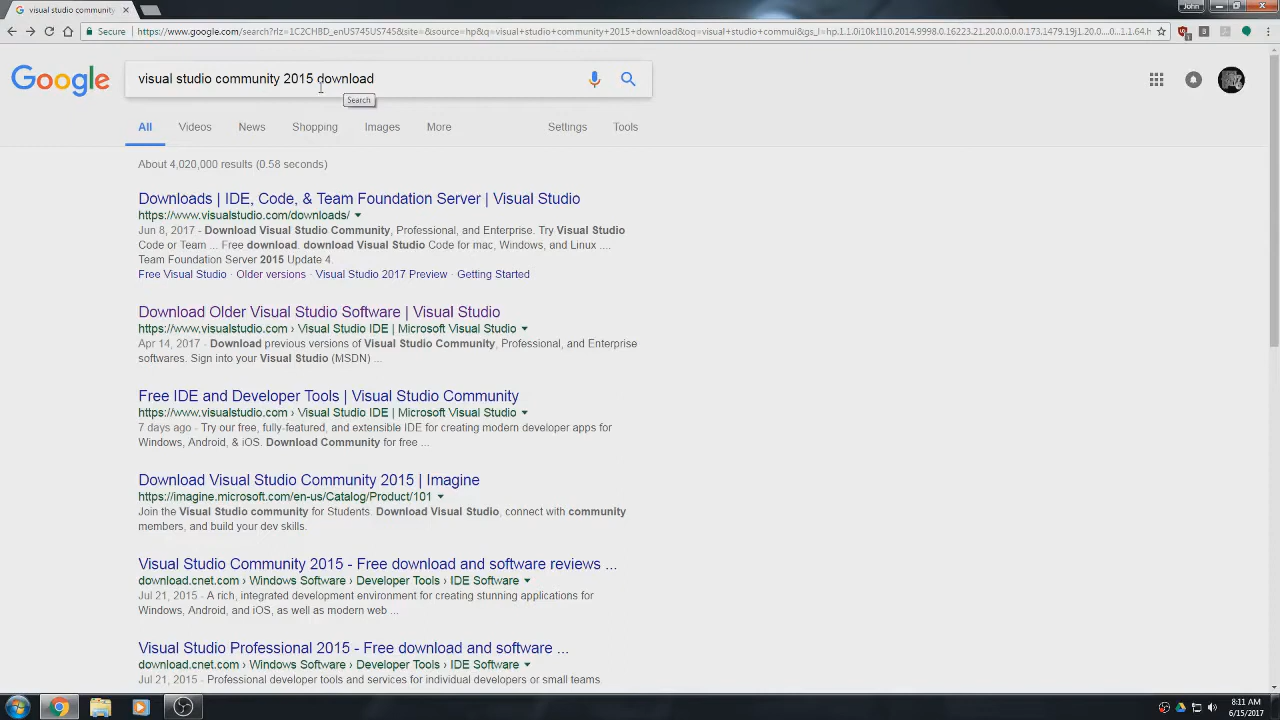 visual studio community
John
Secure
https://www.google.com/search?rlz=1C2CHBD_enUS745US745&site=&source=hp&q=visual+studio+community+2015+download&oq=visual+studio+commui&gs_l=hp.1.1.0i10k1l10.2014.9998.0.16223.21.20.0.0.0.0.173.1479.19j1.20.0....0...1.1.64.h
Google
visual studio community 2015 download
Search
All Videos News Shopping Images More Settings Tools
About 4,020,000 results (0.58 seconds)
Downloads | IDE, Code, & Team Foundation Server | Visual Studio
https://www.visualstudio.com/downloads/
Jun 8, 2017 - Download Visual Studio Community, Professional, and Enterprise. Try Visual Studio
Code or Team ... Free download. download Visual Studio Code for mac, Windows, and Linux ....
Team Foundation Server 2015 Update 4.
Free Visual Studio · Older versions · Visual Studio 2017 Preview · Getting Started
Download Older Visual Studio Software | Visual Studio
https://www.visualstudio.com › Visual Studio IDE | Microsoft Visual Studio
Apr 14, 2017 - Download previous versions of Visual Studio Community, Professional, and Enterprise
softwares. Sign into your Visual Studio (MSDN) ...
Free IDE and Developer Tools | Visual Studio Community
https://www.visualstudio.com › Visual Studio IDE | Microsoft Visual Studio
7 days ago - Try our free, fully-featured, and extensible IDE for creating modern developer apps for
Windows, Android, & iOS. Download Community for free ...
Download Visual Studio Community 2015 | Imagine
https://imagine.microsoft.com/en-us/Catalog/Product/101
Join the Visual Studio community for Students. Download Visual Studio, connect with community
members, and build your dev skills.
Visual Studio Community 2015 - Free download and software reviews ...
download.cnet.com › Windows Software › Developer Tools › IDE Software
Jul 21, 2015 - A rich, integrated development environment for creating stunning applications for
Windows, Android, and iOS, as well as modern web ...
Visual Studio Professional 2015 - Free download and software ...
download.cnet.com › Windows Software › Developer Tools › IDE Software
Jul 21, 2015 - Professional developer tools and services for individual developers or small teams.
8:11 AM
6/15/2017